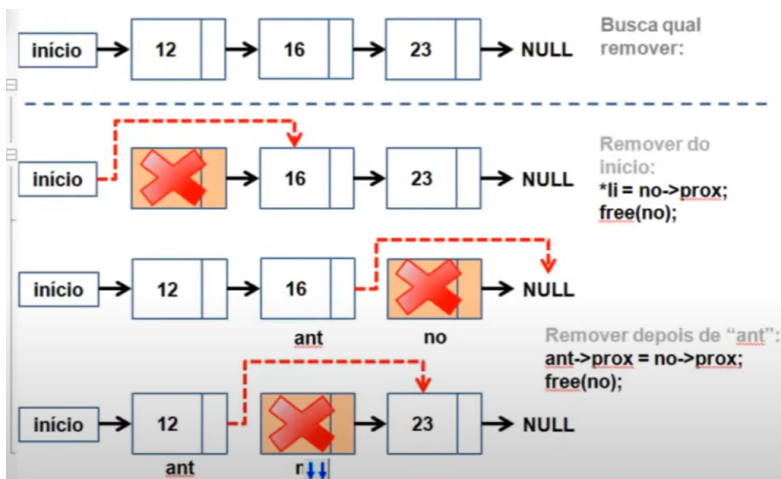 início 12 16 23 NULL
Busca qual
remover:
início 16 23 NULL
Remover do
início:
*li = no->prox;
free(no);
início 12 16 NULL
ant no
Remover depois de “ant”:
ant->prox = no->prox;
free(no);
início 12 23 NULL
ant